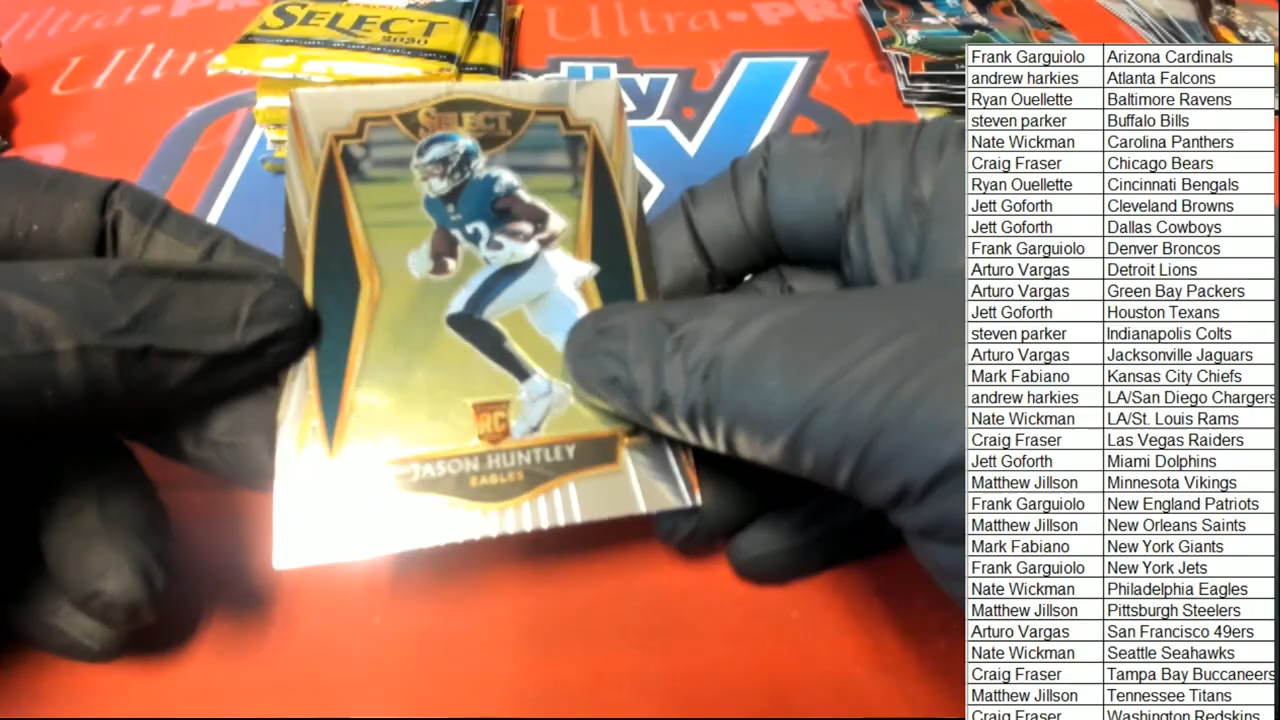 SELECT
2020
Ultra•PRO
Ultra
SELECT
32
RC
JASON HUNTLEY
EAGLES
Frank Garguiolo Arizona Cardinals
andrew harkies Atlanta Falcons
Ryan Ouellette Baltimore Ravens
steven parker Buffalo Bills
Nate Wickman Carolina Panthers
Craig Fraser Chicago Bears
Ryan Ouellette Cincinnati Bengals
Jett Goforth Cleveland Browns
Jett Goforth Dallas Cowboys
Frank Garguiolo Denver Broncos
Arturo Vargas Detroit Lions
Arturo Vargas Green Bay Packers
Jett Goforth Houston Texans
steven parker Indianapolis Colts
Arturo Vargas Jacksonville Jaguars
Mark Fabiano Kansas City Chiefs
andrew harkies LA/San Diego Chargers
Nate Wickman LA/St. Louis Rams
Craig Fraser Las Vegas Raiders
Jett Goforth Miami Dolphins
Matthew Jillson Minnesota Vikings
Frank Garguiolo New England Patriots
Matthew Jillson New Orleans Saints
Mark Fabiano New York Giants
Frank Garguiolo New York Jets
Nate Wickman Philadelphia Eagles
Matthew Jillson Pittsburgh Steelers
Arturo Vargas San Francisco 49ers
Nate Wickman Seattle Seahawks
Craig Fraser Tampa Bay Buccaneers
Matthew Jillson Tennessee Titans
Craig Fraser Washington Redskins